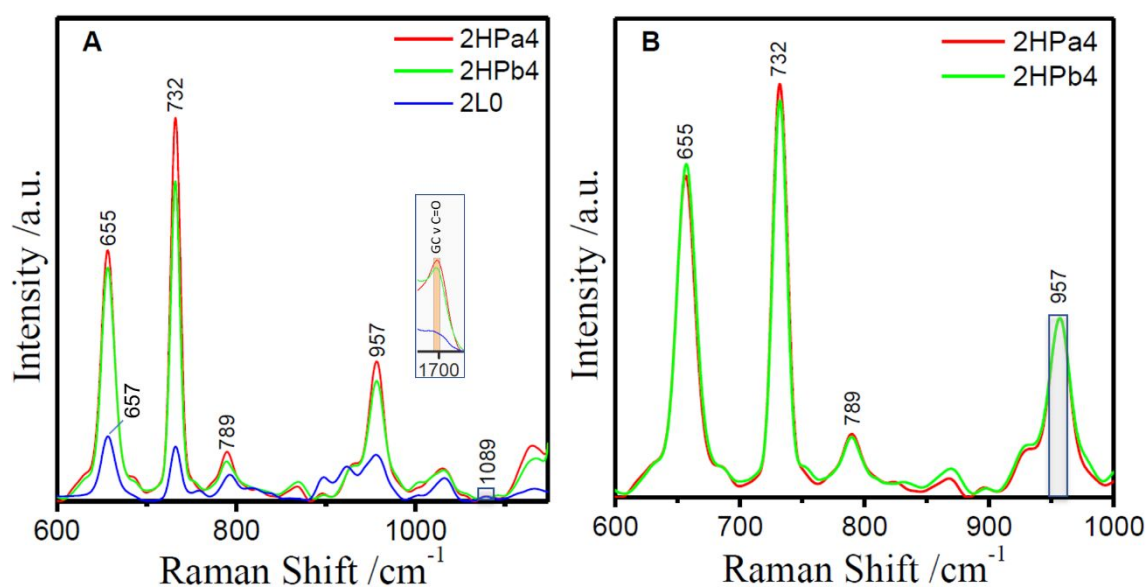 A
2HPa4
2HPb4
2L0
732
655
657
789
957
1089
GC ν C=O
1700
Intensity /a.u.
600
800
1000
Raman Shift /cm⁻¹
B
2HPa4
2HPb4
732
655
789
957
Intensity /a.u.
600
700
800
900
1000
Raman Shift /cm⁻¹